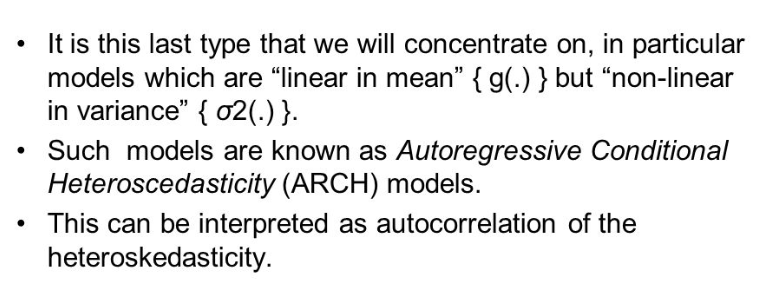 • It is this last type that we will concentrate on, in particular
models which are “linear in mean” { g(.) } but “non-linear
in variance” { σ2(.) }.
• Such models are known as Autoregressive Conditional
Heteroscedasticity (ARCH) models.
• This can be interpreted as autocorrelation of the
heteroskedasticity.